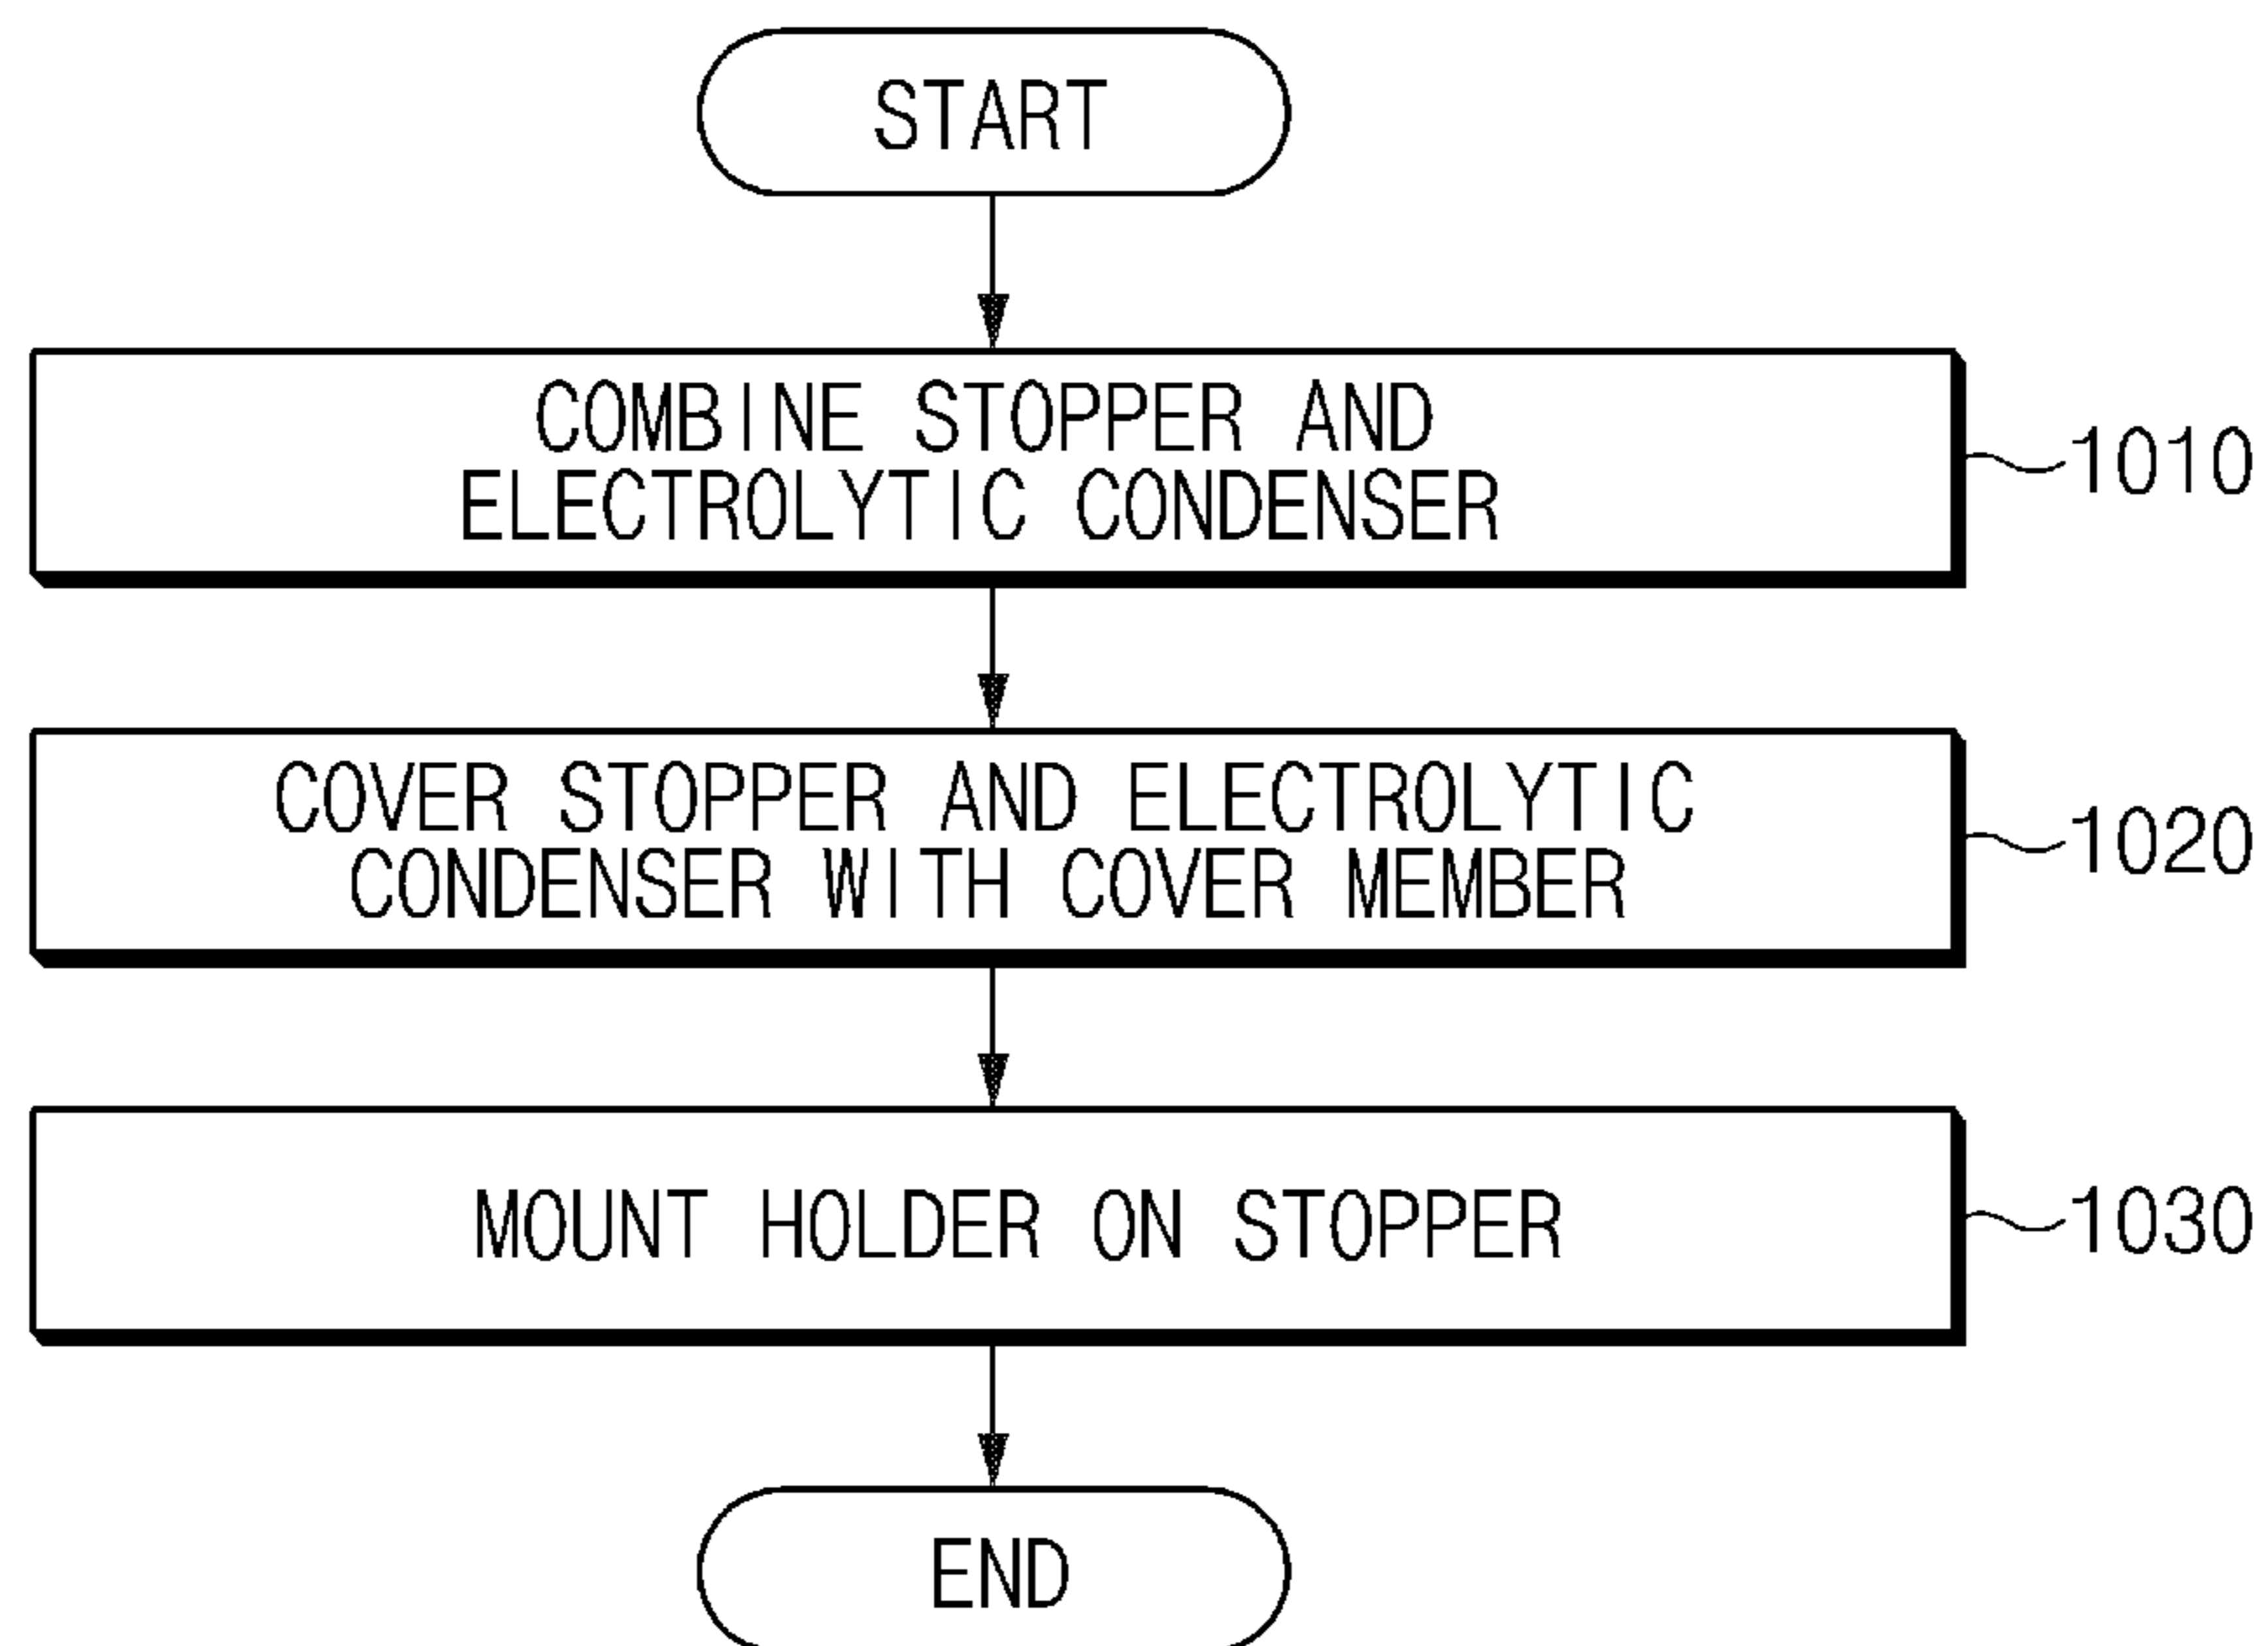 START
COMBINE STOPPER AND
ELECTROLYTIC CONDENSER
1010
COVER STOPPER AND ELECTROLYTIC
CONDENSER WITH COVER MEMBER
1020
MOUNT HOLDER ON STOPPER
1030
END